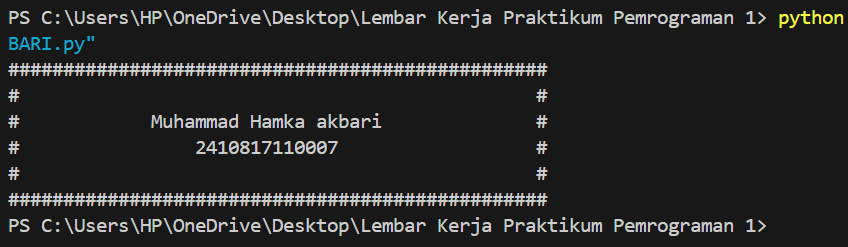 PS C:\Users\HP\OneDrive\Desktop\Lembar Kerja Praktikum Pemrograman 1> python
BARI.py"
#################################################
#                                               #
#            Muhammad Hamka akbari              #
#                2410817110007                  #
#                                               #
#################################################
PS C:\Users\HP\OneDrive\Desktop\Lembar Kerja Praktikum Pemrograman 1>